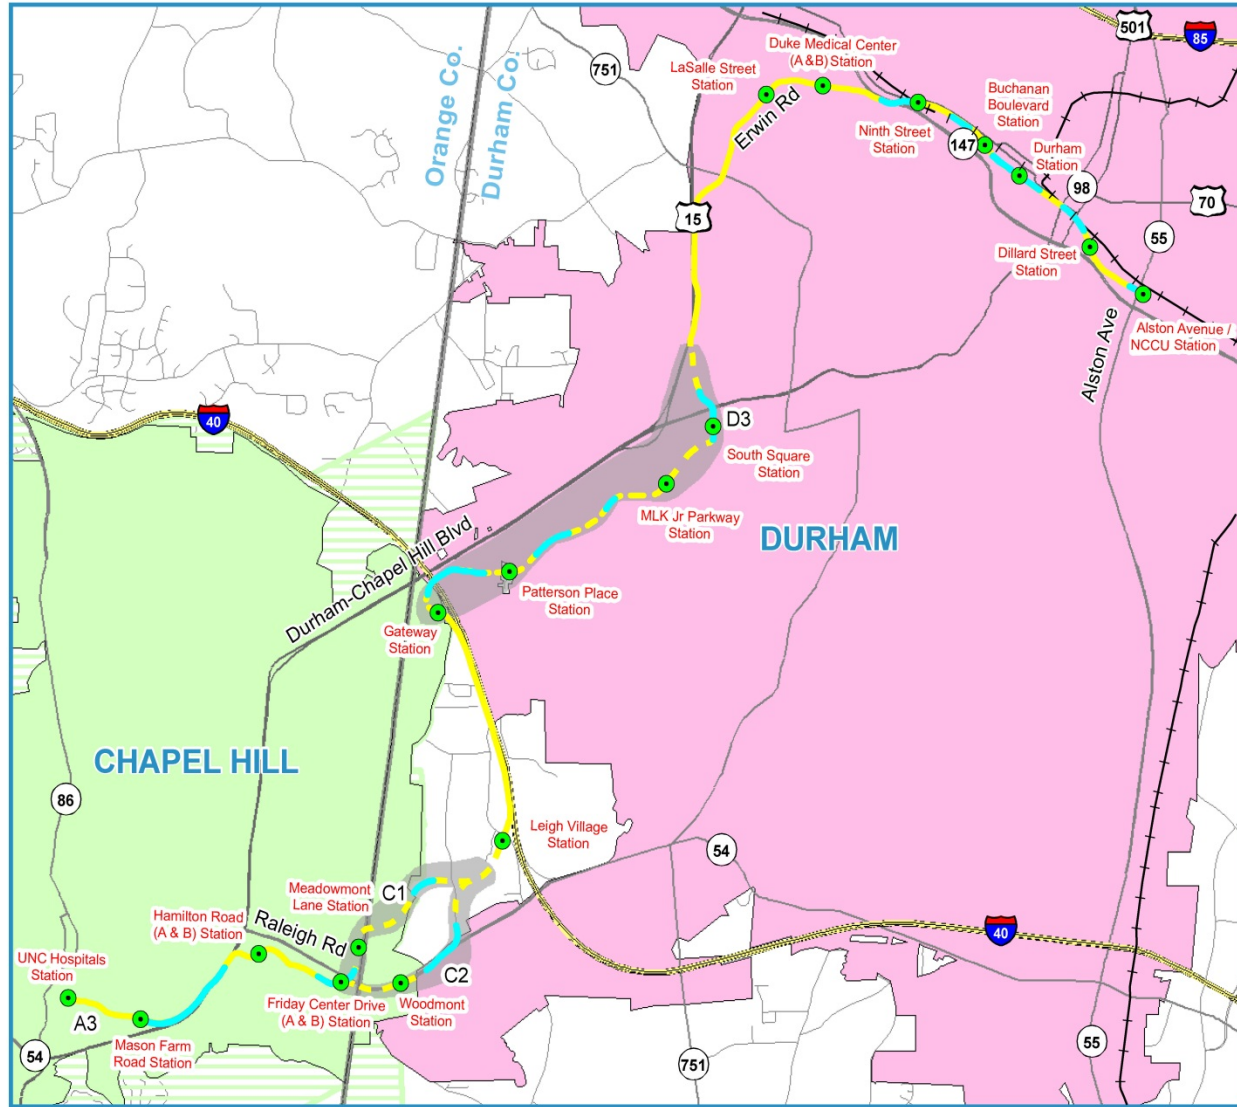 501
85
Duke Medical Center
(A &B) Station
751
LaSalle Street
Station
Buchanan
Boulevard
Station
Orange Co.
Durham Co.
Erwin Rd
Ninth Street
Station
147
Durham
Station
98
70
15
55
Dillard Street
Station
Alston Avenue /
NCCU Station
Alston Ave
40
D3
South Square
Station
MLK Jr Parkway
Station
DURHAM
Durham-Chapel Hill Blvd
Patterson Place
Station
Gateway
Station
CHAPEL HILL
86
Leigh Village
Station
54
Meadowmont
Lane Station
C1
Hamilton Road
(A & B) Station
Raleigh Rd
40
UNC Hospitals
Station
C2
Friday Center Drive
(A & B) Station
Woodmont
Station
A3
Mason Farm
Road Station
54
751
55